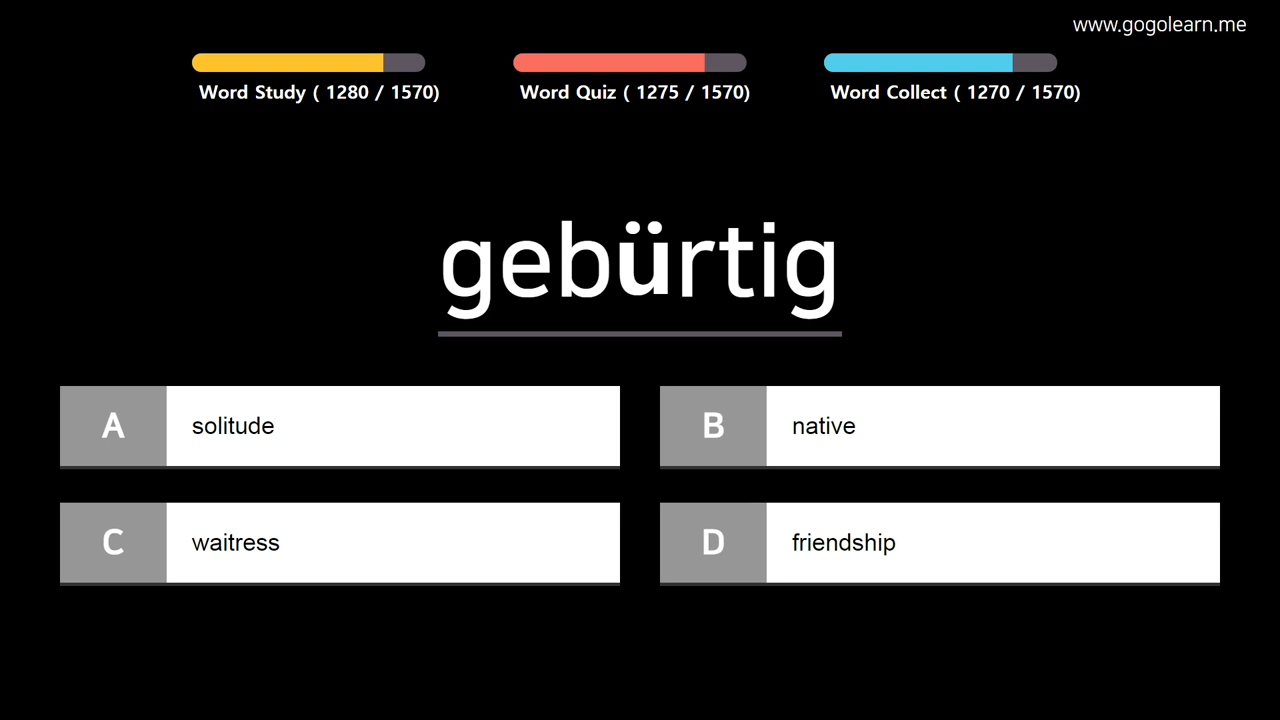 www.gogolearn.me
Word Study ( 1280 / 1570)
Word Quiz ( 1275 / 1570)
Word Collect ( 1270 / 1570)
gebürtig
A solitude
B native
C waitress
D friendship